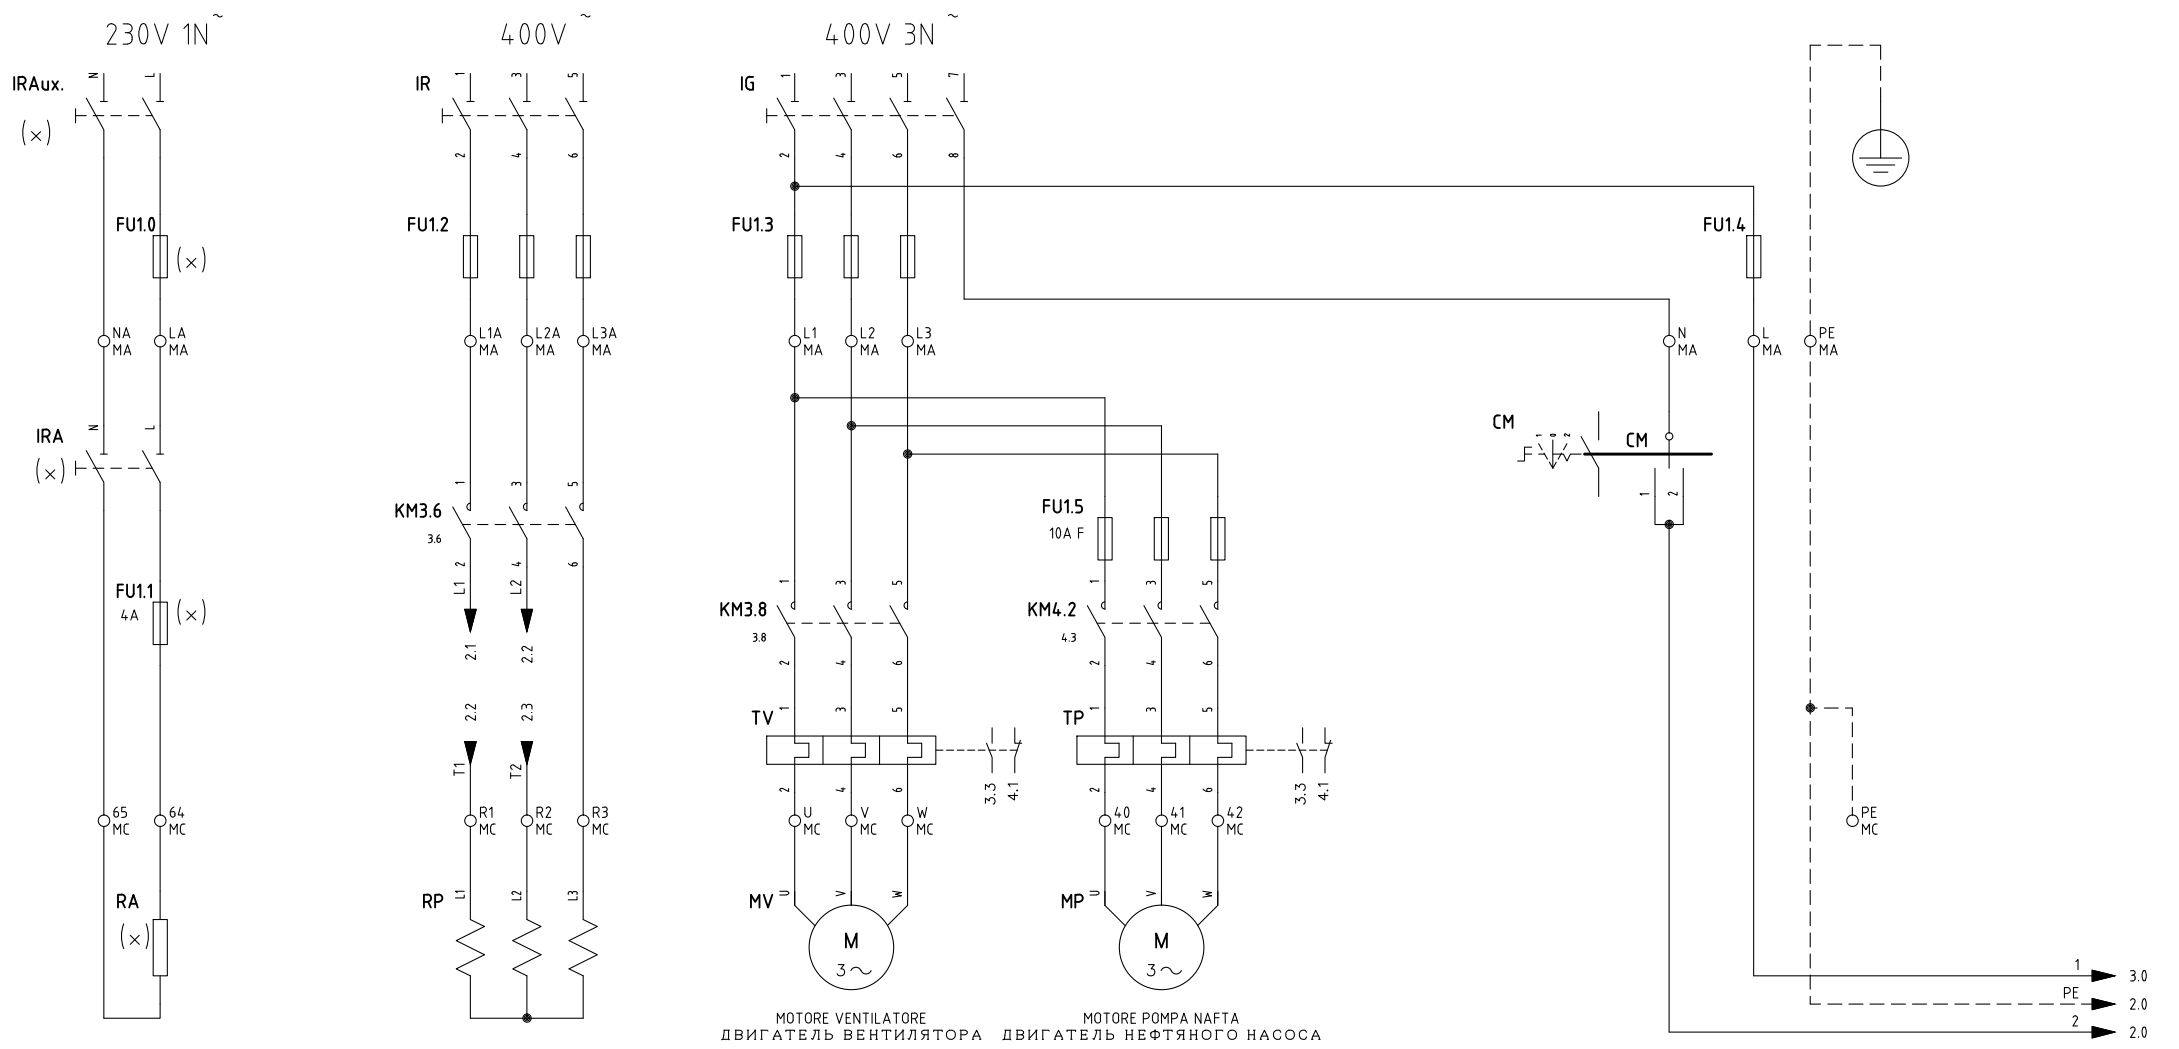 230V 1N~
400V ~
400V 3N ~
IRAux.
N
L
(x)
IR
1
3
5
IG
1
3
5
7
2
4
6
2
4
6
8
FU1.0
(x)
FU1.2
FU1.3
FU1.4
NA
MA
LA
MA
L1A
MA
L2A
MA
L3A
MA
L1
MA
L2
MA
L3
MA
N
MA
L
MA
PE
MA
IRA
N
L
(x)
CM
1
0
2
CM
1
2
1
3
5
KM3.6
3.6
2
4
6
L1
L2
FU1.5
10A F
FU1.1
4A
(x)
1
3
5
KM3.8
3.8
2
4
6
1
3
5
KM4.2
4.3
2
4
6
2.1
2.2
2.2
2.3
T1
T2
TV
1
3
5
2
4
6
3.3
4.1
TP
1
3
5
2
4
6
3.3
4.1
65
MC
64
MC
R1
MC
R2
MC
R3
MC
U
MC
V
MC
W
MC
40
MC
41
MC
42
MC
PE
MC
RA
(x)
RP
L1
L2
L3
MV
U
V
W
M
3~
MP
U
V
W
M
3~
MOTORE VENTILATORE
ДВИГАТЕЛЬ ВЕНТИЛЯТОРА
MOTORE POMPA NAFTA
ДВИГАТЕЛЬ НЕФТЯНОГО НАСОСА
1
3.0
PE
2.0
2
2.0